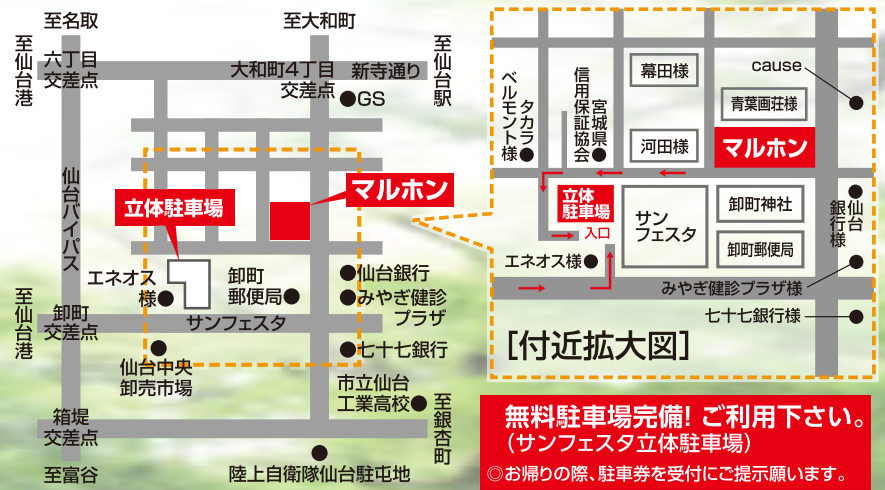 至名取
至大和町
至仙台港
六丁目
交差点
大和町4丁目
交差点
新寺通り
至仙台駅
GS
仙台バイパス
立体駐車場
マルホン
エネオス
様
卸町
郵便局
仙台銀行
みやぎ健診
プラザ
サンフェスタ
至仙台港
卸町
交差点
仙台中央
卸売市場
七十七銀行
市立仙台
工業高校
至銀杏町
箱堤
交差点
至富谷
陸上自衛隊仙台駐屯地
タカラ
ベルモント様
宮城県
信用保証協会
幕田様
河田様
cause
青葉画荘様
マルホン
立体
駐車場
入口
サン
フェスタ
卸町神社
卸町郵便局
仙台
銀行様
エネオス様
みやぎ健診プラザ様
七十七銀行様
[付近拡大図]
無料駐車場完備! ご利用下さい。
(サンフェスタ立体駐車場)
◎お帰りの際、駐車券を受付にご提示願います。